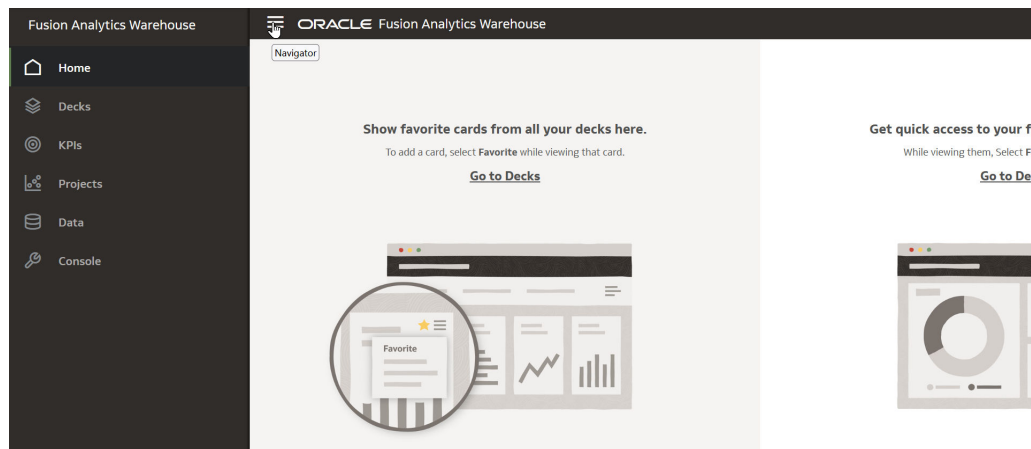 Fusion Analytics Warehouse
ORACLE Fusion Analytics Warehouse
Navigator
Home
Decks
KPIs
Projects
Data
Console
Show favorite cards from all your decks here.
To add a card, select Favorite while viewing that card.
Go to Decks
Favorite
Get quick access to your f
While viewing them, Select F
Go to De